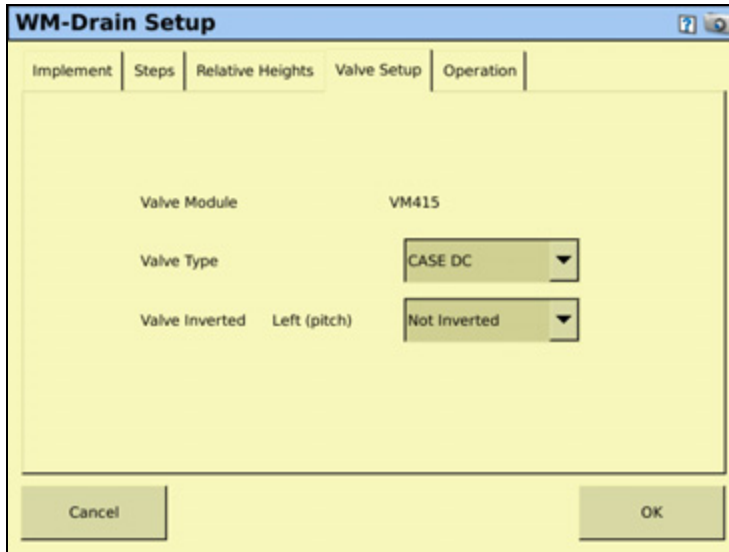 WM-Drain Setup
?
Implement Steps Relative Heights Valve Setup Operation
Valve Module VM415
Valve Type CASE DC
Valve Inverted Left (pitch) Not Inverted
Cancel OK